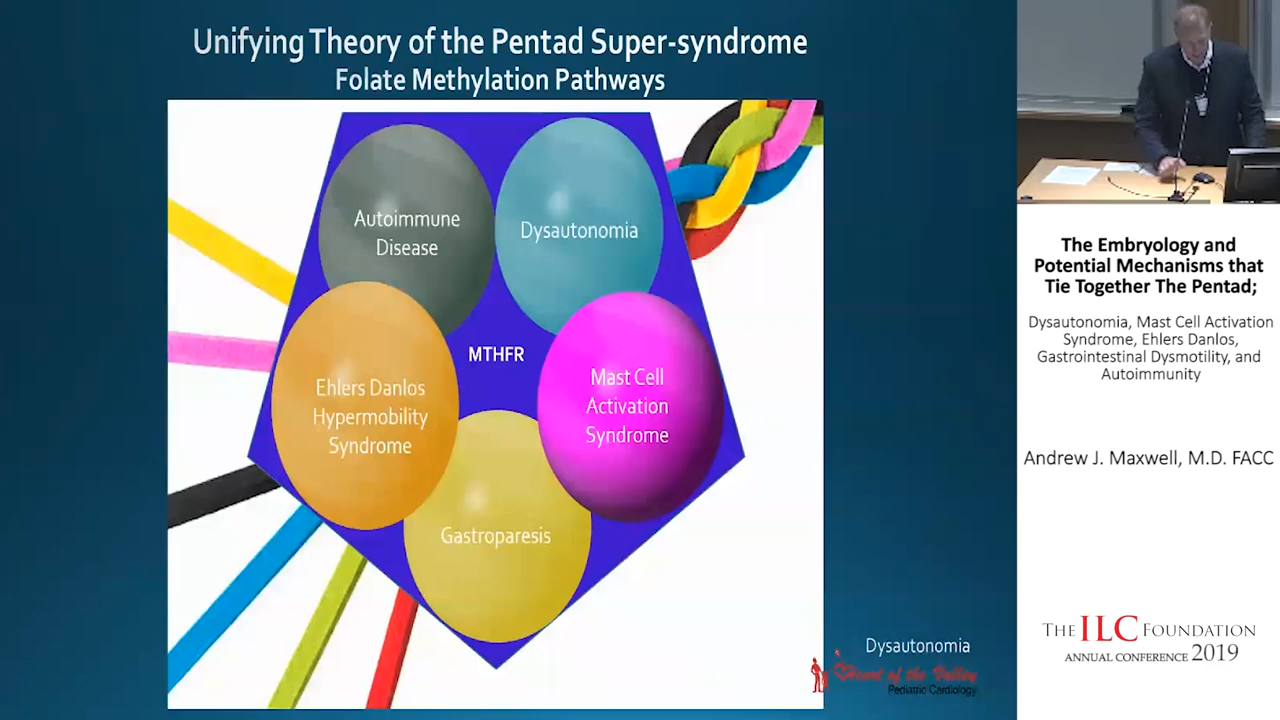 Unifying Theory of the Pentad Super-syndrome
Folate Methylation Pathways
Autoimmune
Disease
Dysautonomia
MTHFR
Ehlers Danlos
Hypermobility
Syndrome
Mast Cell
Activation
Syndrome
Gastroparesis
Dysautonomia
Heart of the Valley
Pediatric Cardiology
The Embryology and
Potential Mechanisms that
Tie Together The Pentad;
Dysautonomia, Mast Cell Activation
Syndrome, Ehlers Danlos,
Gastrointestinal Dysmotility, and
Autoimmunity
Andrew J. Maxwell, M.D. FACC
THE ILC FOUNDATION
ANNUAL CONFERENCE 2019